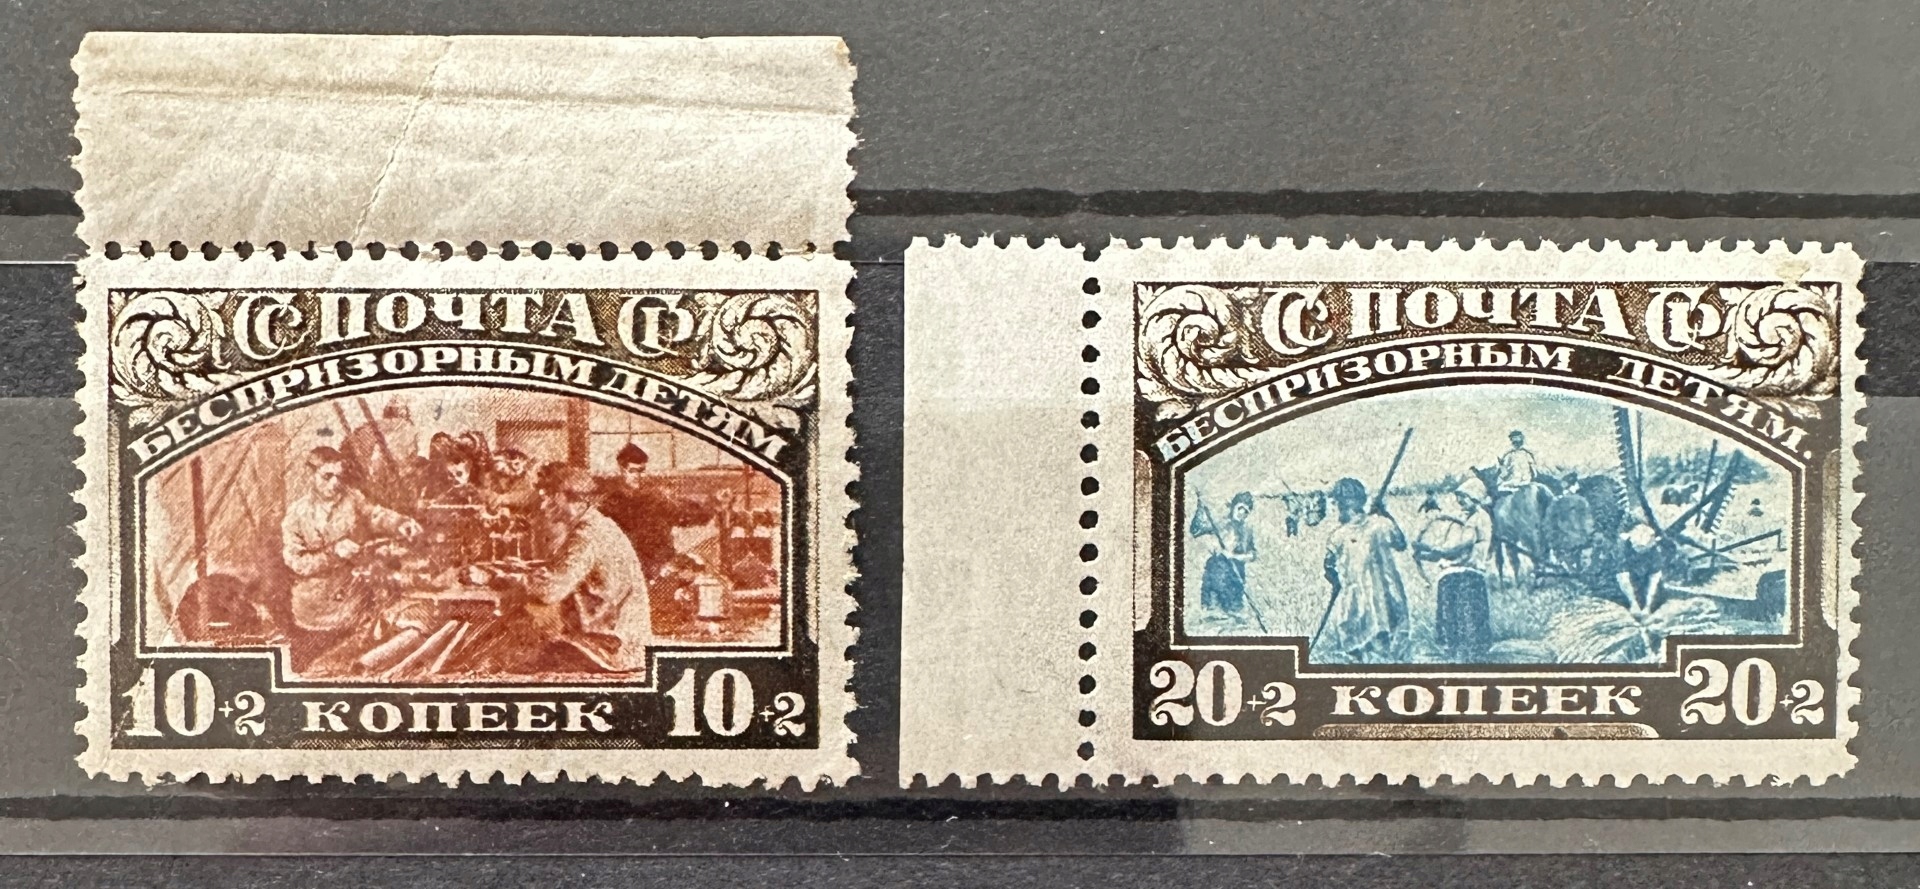 СС ПОЧТА СР
БЕСПРИЗОРНЫМ ДЕТЯМ
10+2 КОПЕЕК 10+2
СС ПОЧТА СР
БЕСПРИЗОРНЫМ ДЕТЯМ.
20+2 КОПЕЕК 20+2